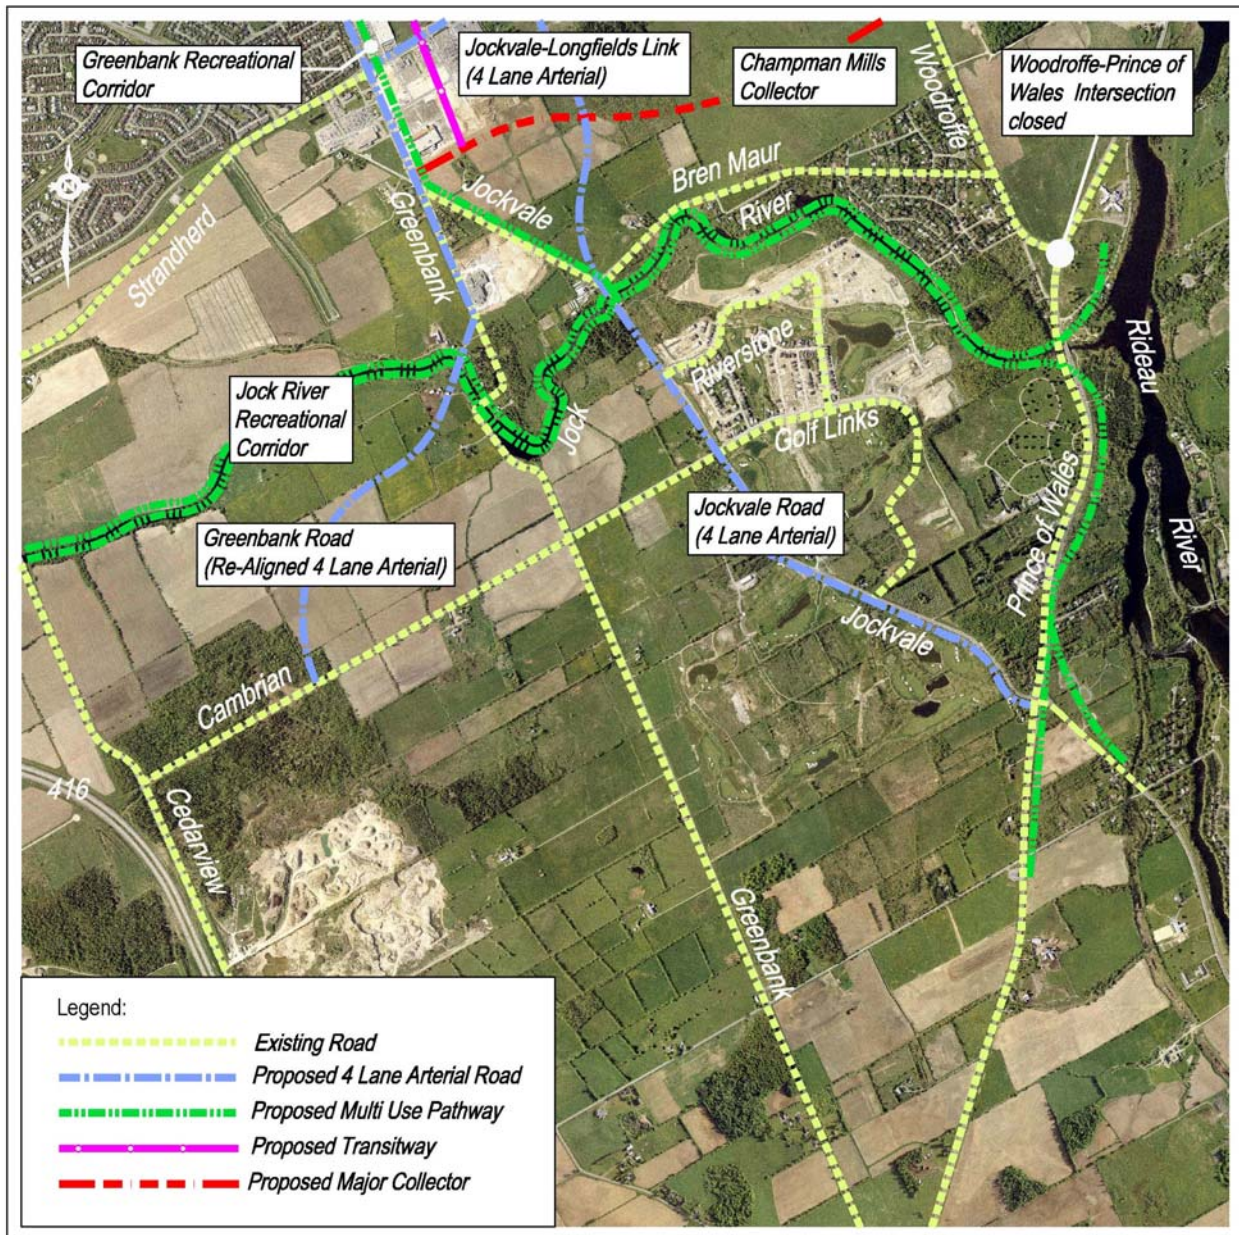 Greenbank Recreational
Corridor
Jockvale-Longfields Link
(4 Lane Arterial)
Champman Mills
Collector
Woodroffe
Woodroffe-Prince of
Wales Intersection
closed
N
Strandherd
Greenbank
Jockvale
Bren Maur
River
Jock River
Recreational
Corridor
Jock
Riverstone
Golf Links
Rideau
River
Greenbank Road
(Re-Aligned 4 Lane Arterial)
Jockvale Road
(4 Lane Arterial)
Prince of Wales
Jockvale
Cambrian
416
Cedarview
Greenbank
Legend:
Existing Road
Proposed 4 Lane Arterial Road
Proposed Multi Use Pathway
Proposed Transitway
Proposed Major Collector